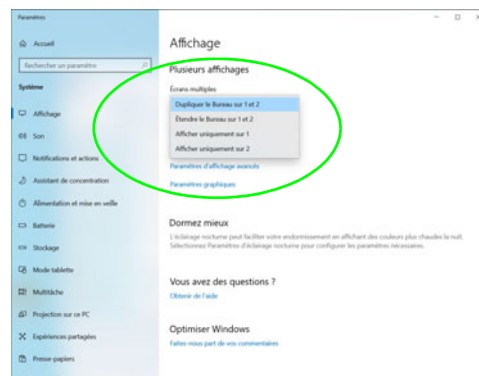 Paramètres
Accueil
Rechercher un paramètre
Système
Affichage
Son
Notifications et actions
Assistant de concentration
Alimentation et mise en veille
Batterie
Stockage
Mode tablette
Multitâche
Projection sur ce PC
Expériences partagées
Presse-papiers
Affichage
Plusieurs affichages
Écrans multiples
Dupliquer le Bureau sur 1 et 2
Étendre le Bureau sur 1 et 2
Afficher uniquement sur 1
Afficher uniquement sur 2
Paramètres d'affichage avancés
Paramètres graphiques
Dormez mieux
L'éclairage nocturne peut faciliter votre endormissement en affichant des couleurs plus chaudes la nuit.
Sélectionnez Paramètres d'éclairage nocturne pour configurer les paramètres nécessaires.
Vous avez des questions ?
Obtenir de l'aide
Optimiser Windows
Faites-nous part de vos commentaires